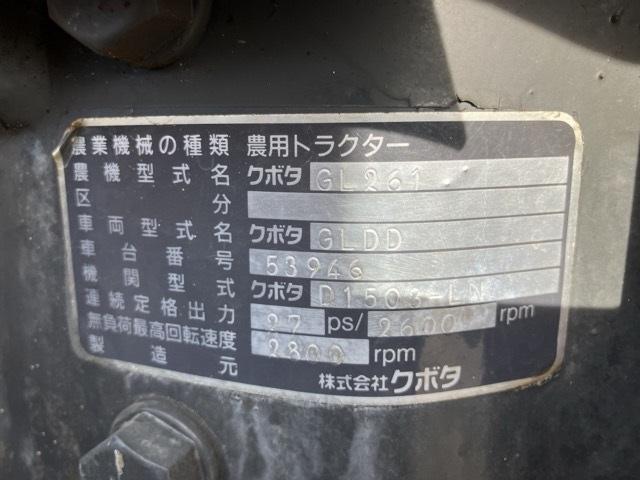 農業機械の種類 農用トラクター
農機型式名 クボタ GL261
区分
車両型式名 クボタ GLDD
車台番号 53946
機関型式 クボタ D1503-LN
連続定格出力 27 ps/2600 rpm
無負荷最高回転速度 2800 rpm
製造元 株式会社クボタ